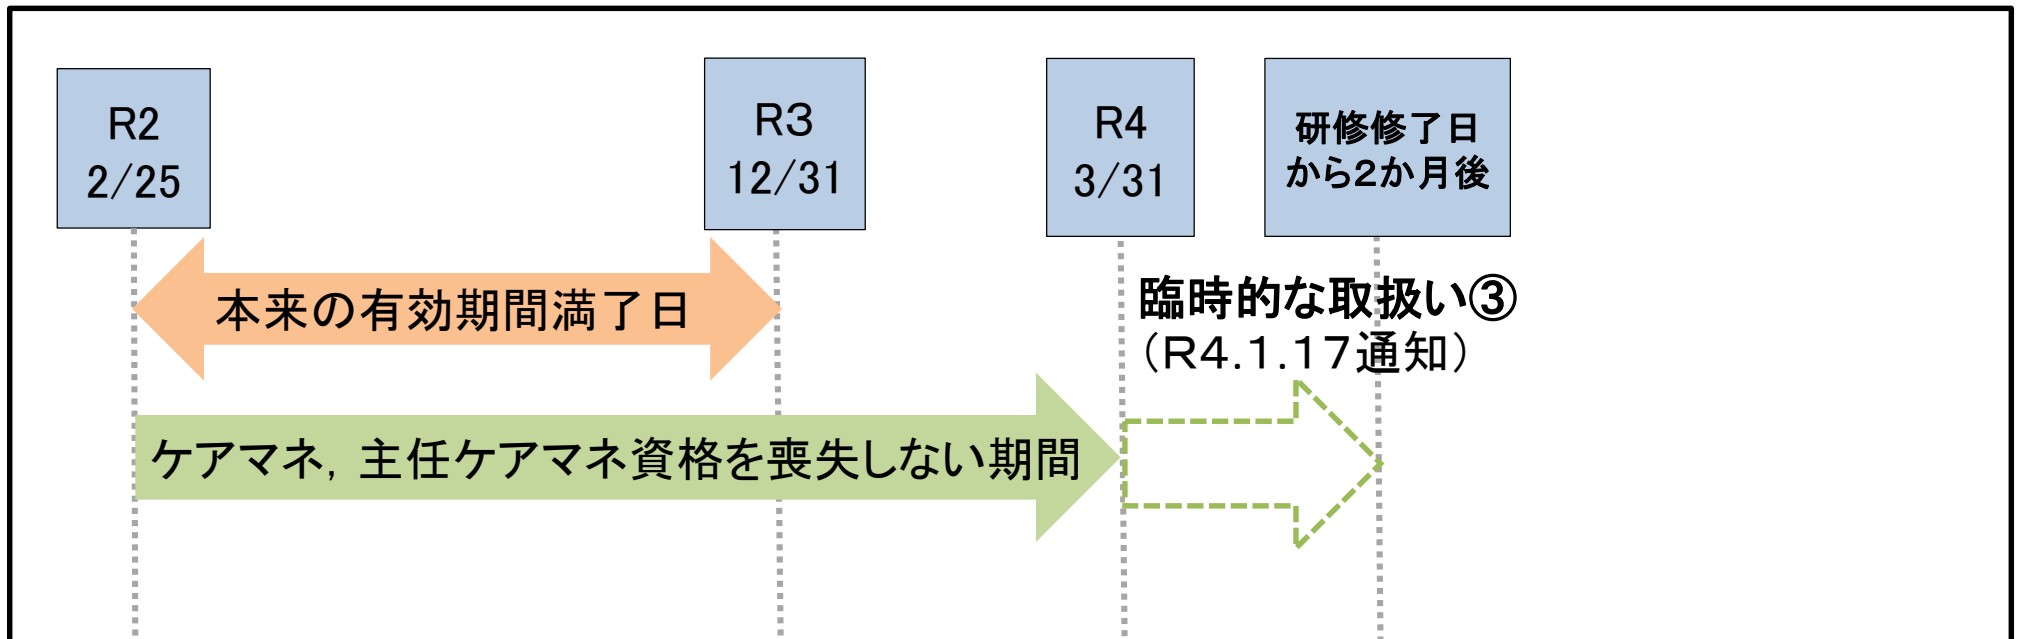 R2
2/25
R3
12/31
R4
3/31
研修修了日
から2か月後
本来の有効期間満了日
臨時的な取扱い③
（R4.1.17通知）
ケアマネ，主任ケアマネ資格を喪失しない期間